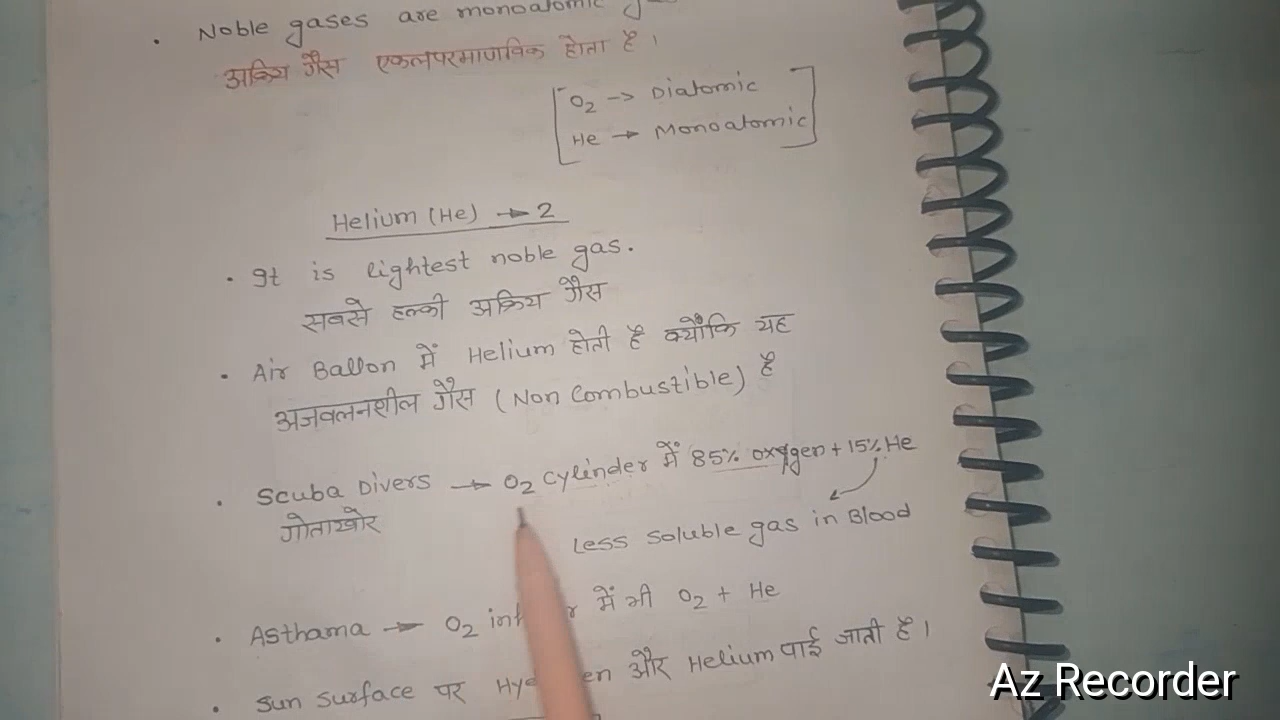 • Noble gases are monoatomic
अक्रिय गैस एकलपरमाणविक होता है।
O2 -> Diatomic
He → Monoatomic
Helium (He) → 2
• It is lightest noble gas.
सबसे हल्की अक्रिय गैस
• Air Ballon में Helium होती है क्योंकि यह
अजवलनशील गैस (Non Combustible) है
• Scuba Divers → O2 Cylinder में 85% oxygen + 15% He
गोताखोर
Less soluble gas in Blood
• Asthama → O2 में भी O2 + He
• Sun surface पर और Helium पाई जाती है।
Az Recorder